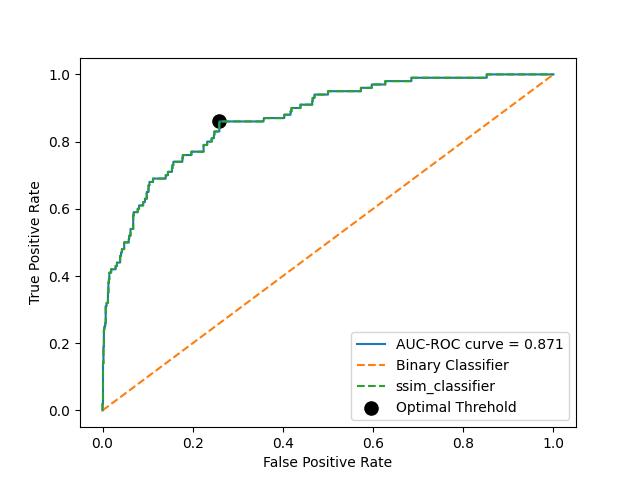 1.0
0.8
0.6
0.4
0.2
0.0
True Positive Rate
0.0 0.2 0.4 0.6 0.8 1.0
False Positive Rate
AUC-ROC curve = 0.871
Binary Classifier
ssim_classifier
Optimal Threhold